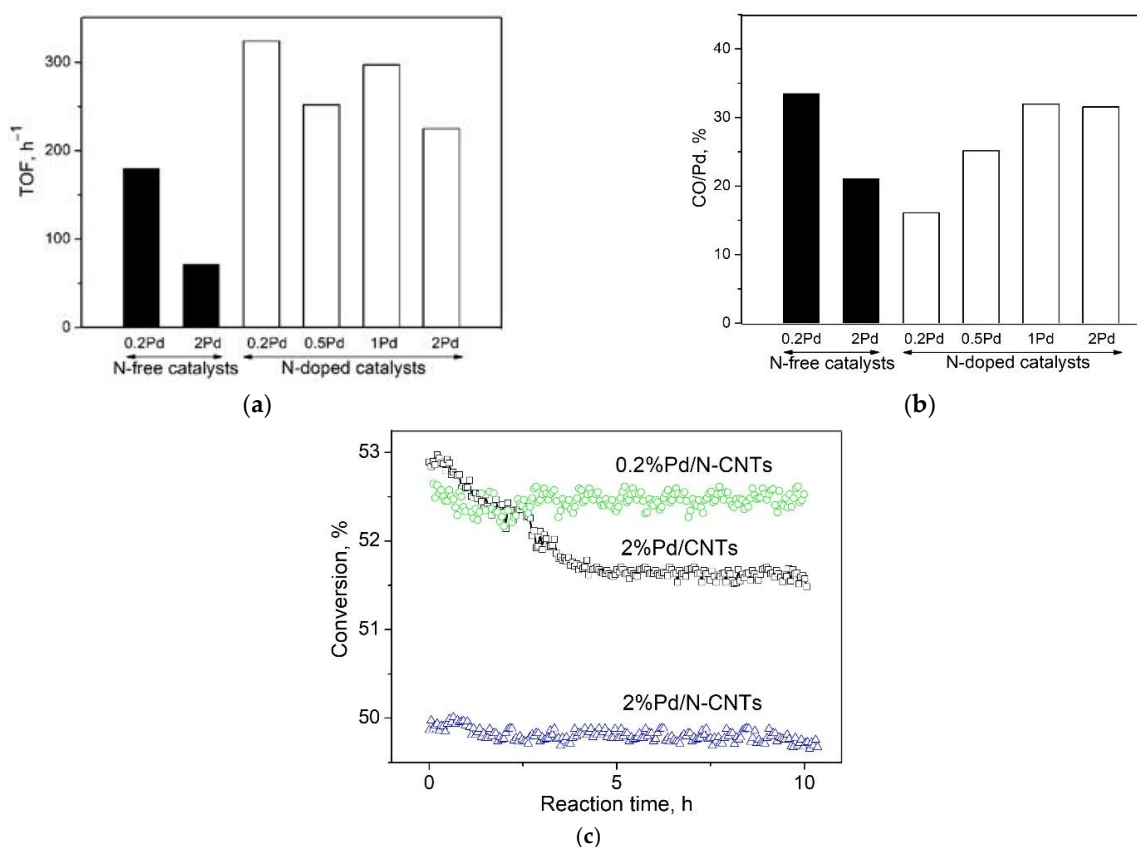 300
200
100
0
TOF, h⁻¹
0.2Pd 2Pd 0.2Pd 0.5Pd 1Pd 2Pd
N-free catalysts N-doped catalysts
(a)
40
30
20
10
0
CO/Pd, %
0.2Pd 2Pd 0.2Pd 0.5Pd 1Pd 2Pd
N-free catalysts N-doped catalysts
(b)
53
52
51
50
Conversion, %
0.2%Pd/N-CNTs
2%Pd/CNTs
2%Pd/N-CNTs
0 5 10
Reaction time, h
(c)